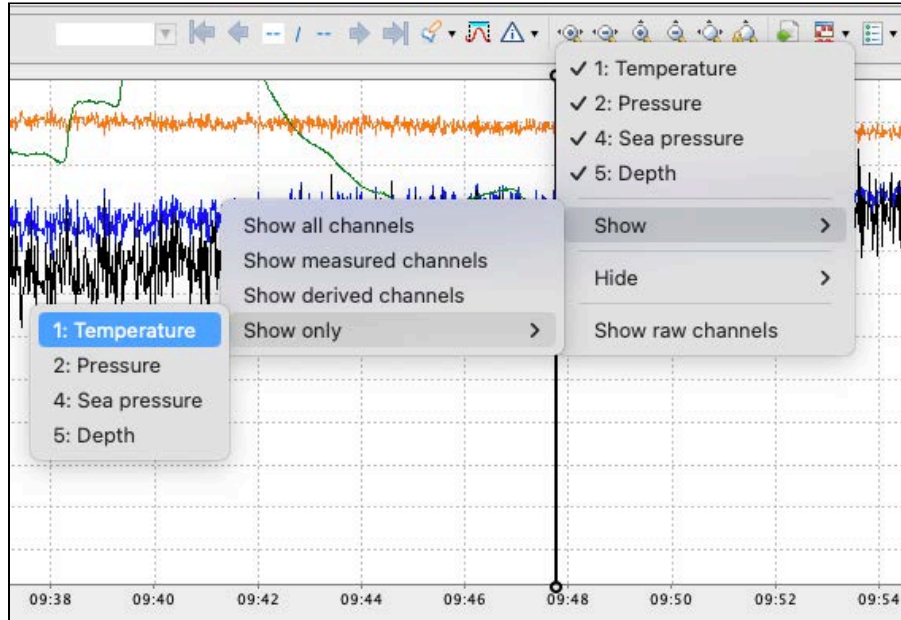 -- / --
✓ 1: Temperature
✓ 2: Pressure
✓ 4: Sea pressure
✓ 5: Depth
Show >
Hide >
Show raw channels
Show all channels
Show measured channels
Show derived channels
Show only >
1: Temperature
2: Pressure
4: Sea pressure
5: Depth
09:38 09:40 09:42 09:44 09:46 09:48 09:50 09:52 09:54